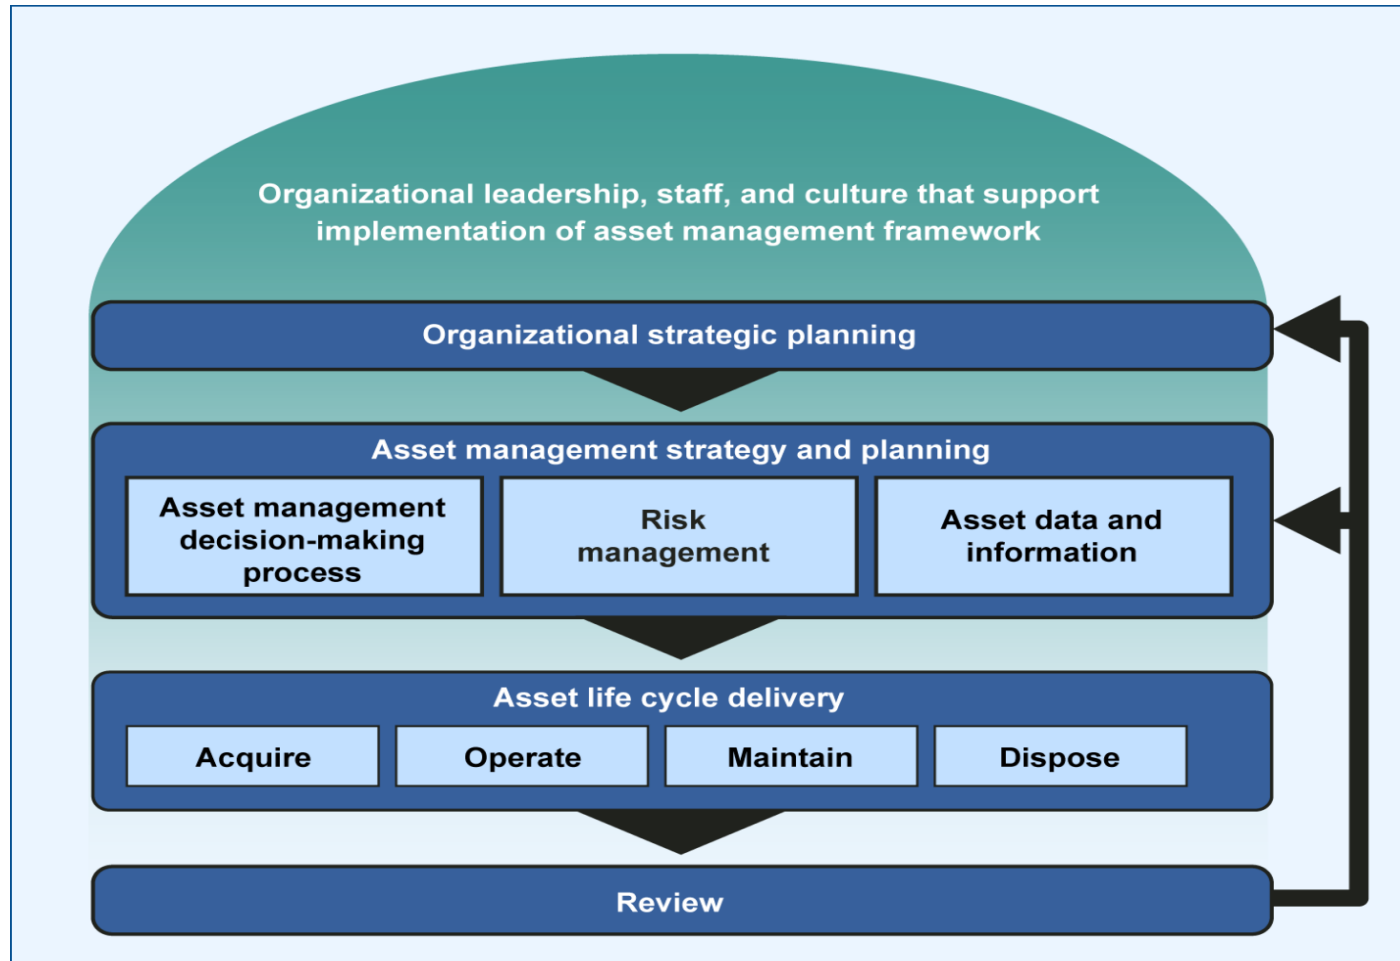 Organizational leadership, staff, and culture that support
implementation of asset management framework
Organizational strategic planning
Asset management strategy and planning
Asset management
decision-making
process
Risk
management
Asset data and
information
Asset life cycle delivery
Acquire
Operate
Maintain
Dispose
Review